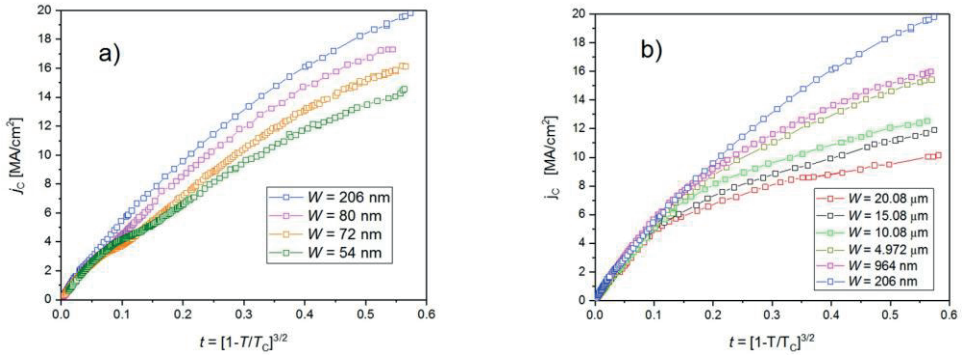 a)
20
18
16
14
12
10
8
6
4
2
0
j_C [MA/cm²]
W = 206 nm
W = 80 nm
W = 72 nm
W = 54 nm
0.0 0.1 0.2 0.3 0.4 0.5 0.6
t = [1-T/T_C]^3/2
b)
20
18
16
14
12
10
8
6
4
2
0
j_C [MA/cm²]
W = 20.08 μm
W = 15.08 μm
W = 10.08 μm
W = 4.972 μm
W = 964 nm
W = 206 nm
0.0 0.1 0.2 0.3 0.4 0.5 0.6
t = [1-T/T_C]^3/2